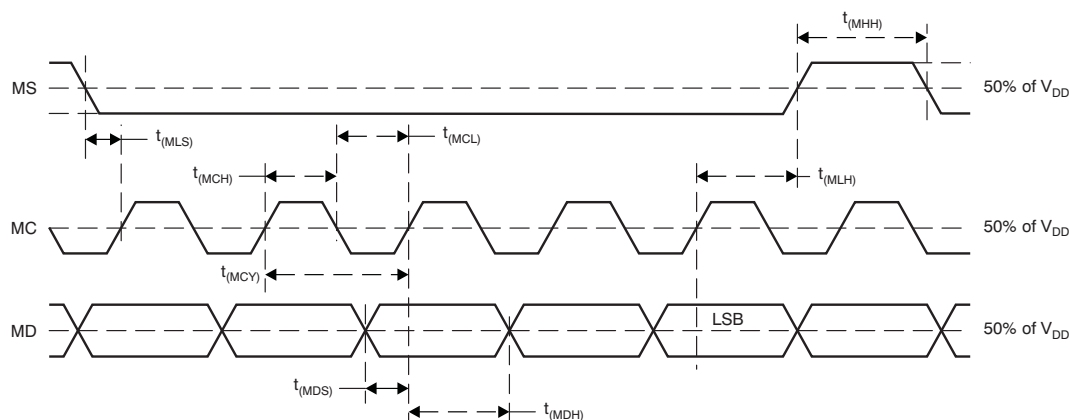 t(MHH)
MS
50% of VDD
t(MLS)
t(MCL)
t(MCH)
t(MLH)
MC
50% of VDD
t(MCY)
LSB
MD
50% of VDD
t(MDS)
t(MDH)